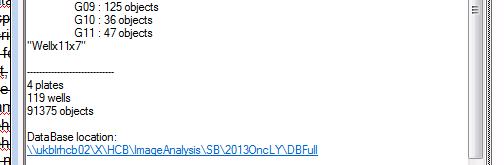 G09 : 125 objects
G10 : 36 objects
G11 : 47 objects
"Wellx11x7"
----------------------------
4 plates
119 wells
91375 objects
DataBase location:
\\ukblrhcb02\X\HCB\ImageAnalysis\SB\2013OncLY\DBFull